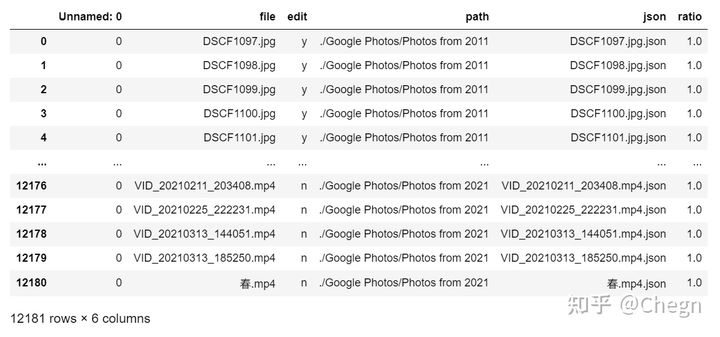 Unnamed: 0 file edit path json ratio
0 0 DSCF1097.jpg y ./Google Photos/Photos from 2011 DSCF1097.jpg.json 1.0
1 0 DSCF1098.jpg y ./Google Photos/Photos from 2011 DSCF1098.jpg.json 1.0
2 0 DSCF1099.jpg y ./Google Photos/Photos from 2011 DSCF1099.jpg.json 1.0
3 0 DSCF1100.jpg y ./Google Photos/Photos from 2011 DSCF1100.jpg.json 1.0
4 0 DSCF1101.jpg y ./Google Photos/Photos from 2011 DSCF1101.jpg.json 1.0
... ... ... ... ... ... ...
12176 0 VID_20210211_203408.mp4 n ./Google Photos/Photos from 2021 VID_20210211_203408.mp4.json 1.0
12177 0 VID_20210225_222231.mp4 n ./Google Photos/Photos from 2021 VID_20210225_222231.mp4.json 1.0
12178 0 VID_20210313_144051.mp4 n ./Google Photos/Photos from 2021 VID_20210313_144051.mp4.json 1.0
12179 0 VID_20210313_185250.mp4 n ./Google Photos/Photos from 2021 VID_20210313_185250.mp4.json 1.0
12180 0 春.mp4 n ./Google Photos/Photos from 2021 春.mp4.json 1.0
12181 rows × 6 columns
知乎 @Chegn